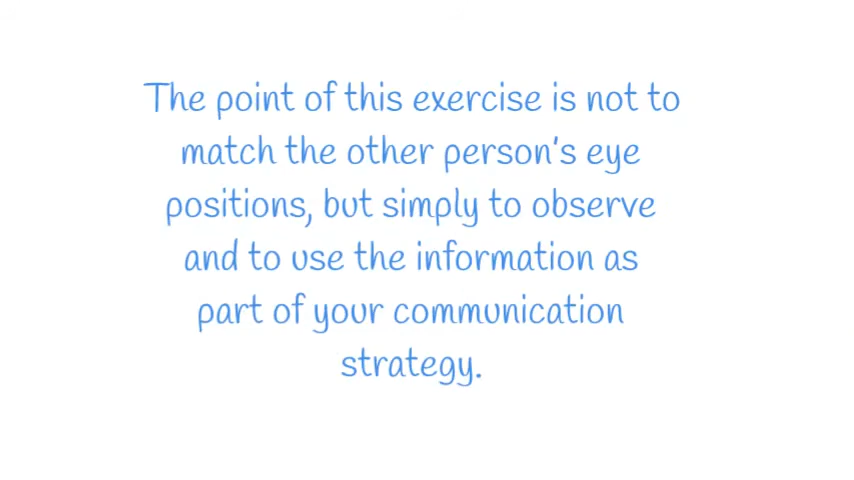 The point of this exercise is not to
match the other person's eye
positions, but simply to observe
and to use the information as
part of your communication
strategy.